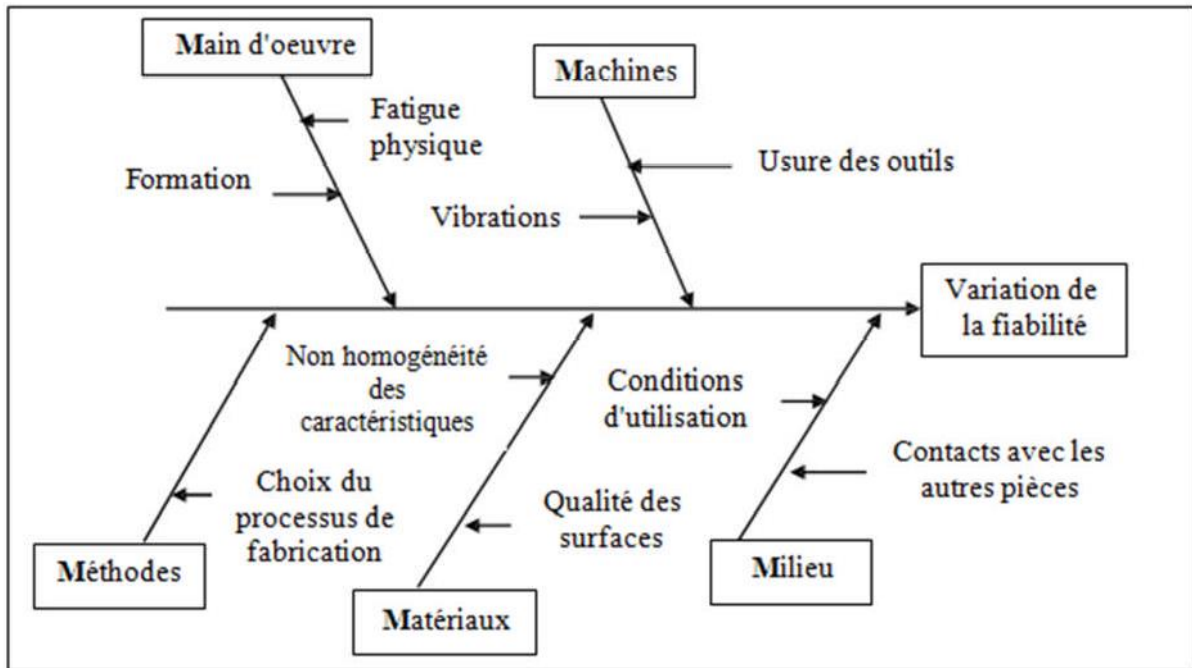 Main d'oeuvre
Machines
Fatigue
physique
Usure des outils
Formation
Vibrations
Variation de
la fiabilité
Non homogénéité
des
caractéristiques
Conditions
d'utilisation
Contacts avec les
autres pièces
Choix du
processus de
fabrication
Qualité des
surfaces
Méthodes
Matériaux
Milieu